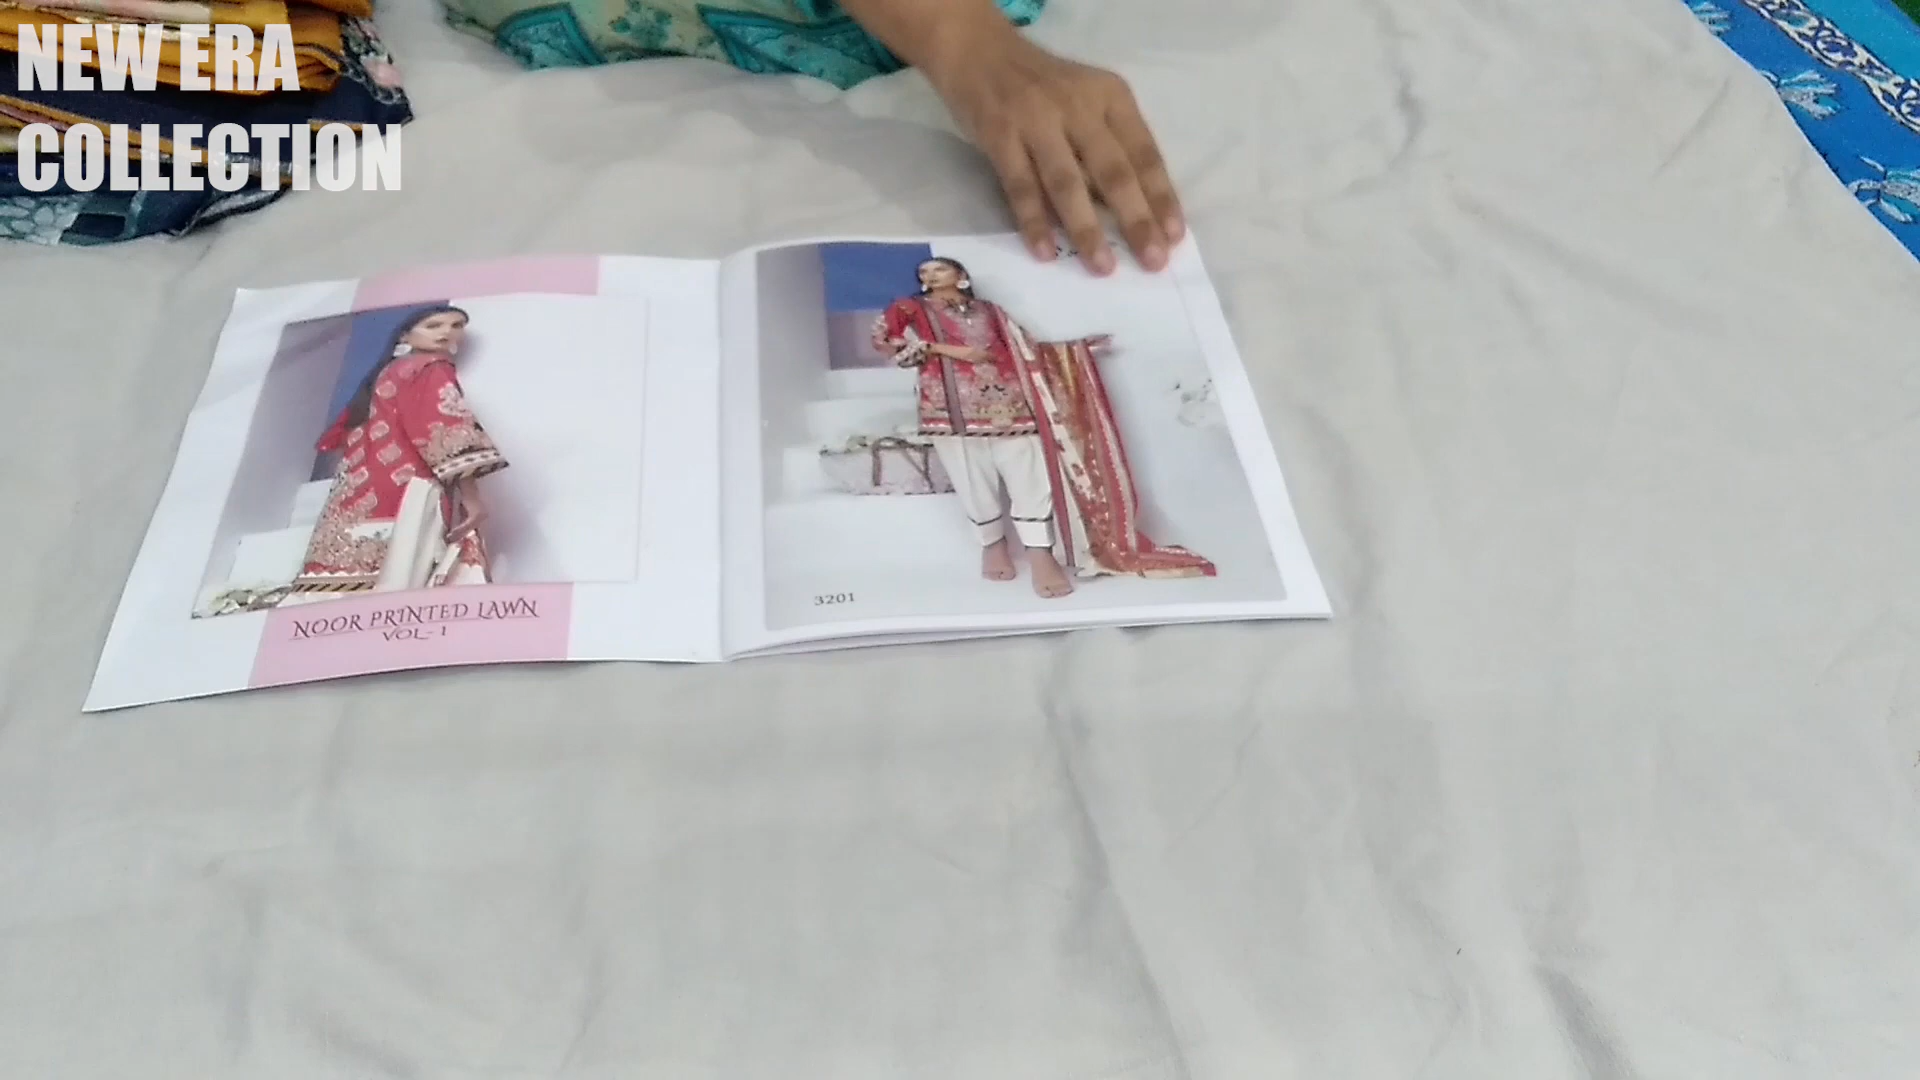 NEW ERA
COLLECTION
NOOR PRINTED LAWN
VOL-1
3201